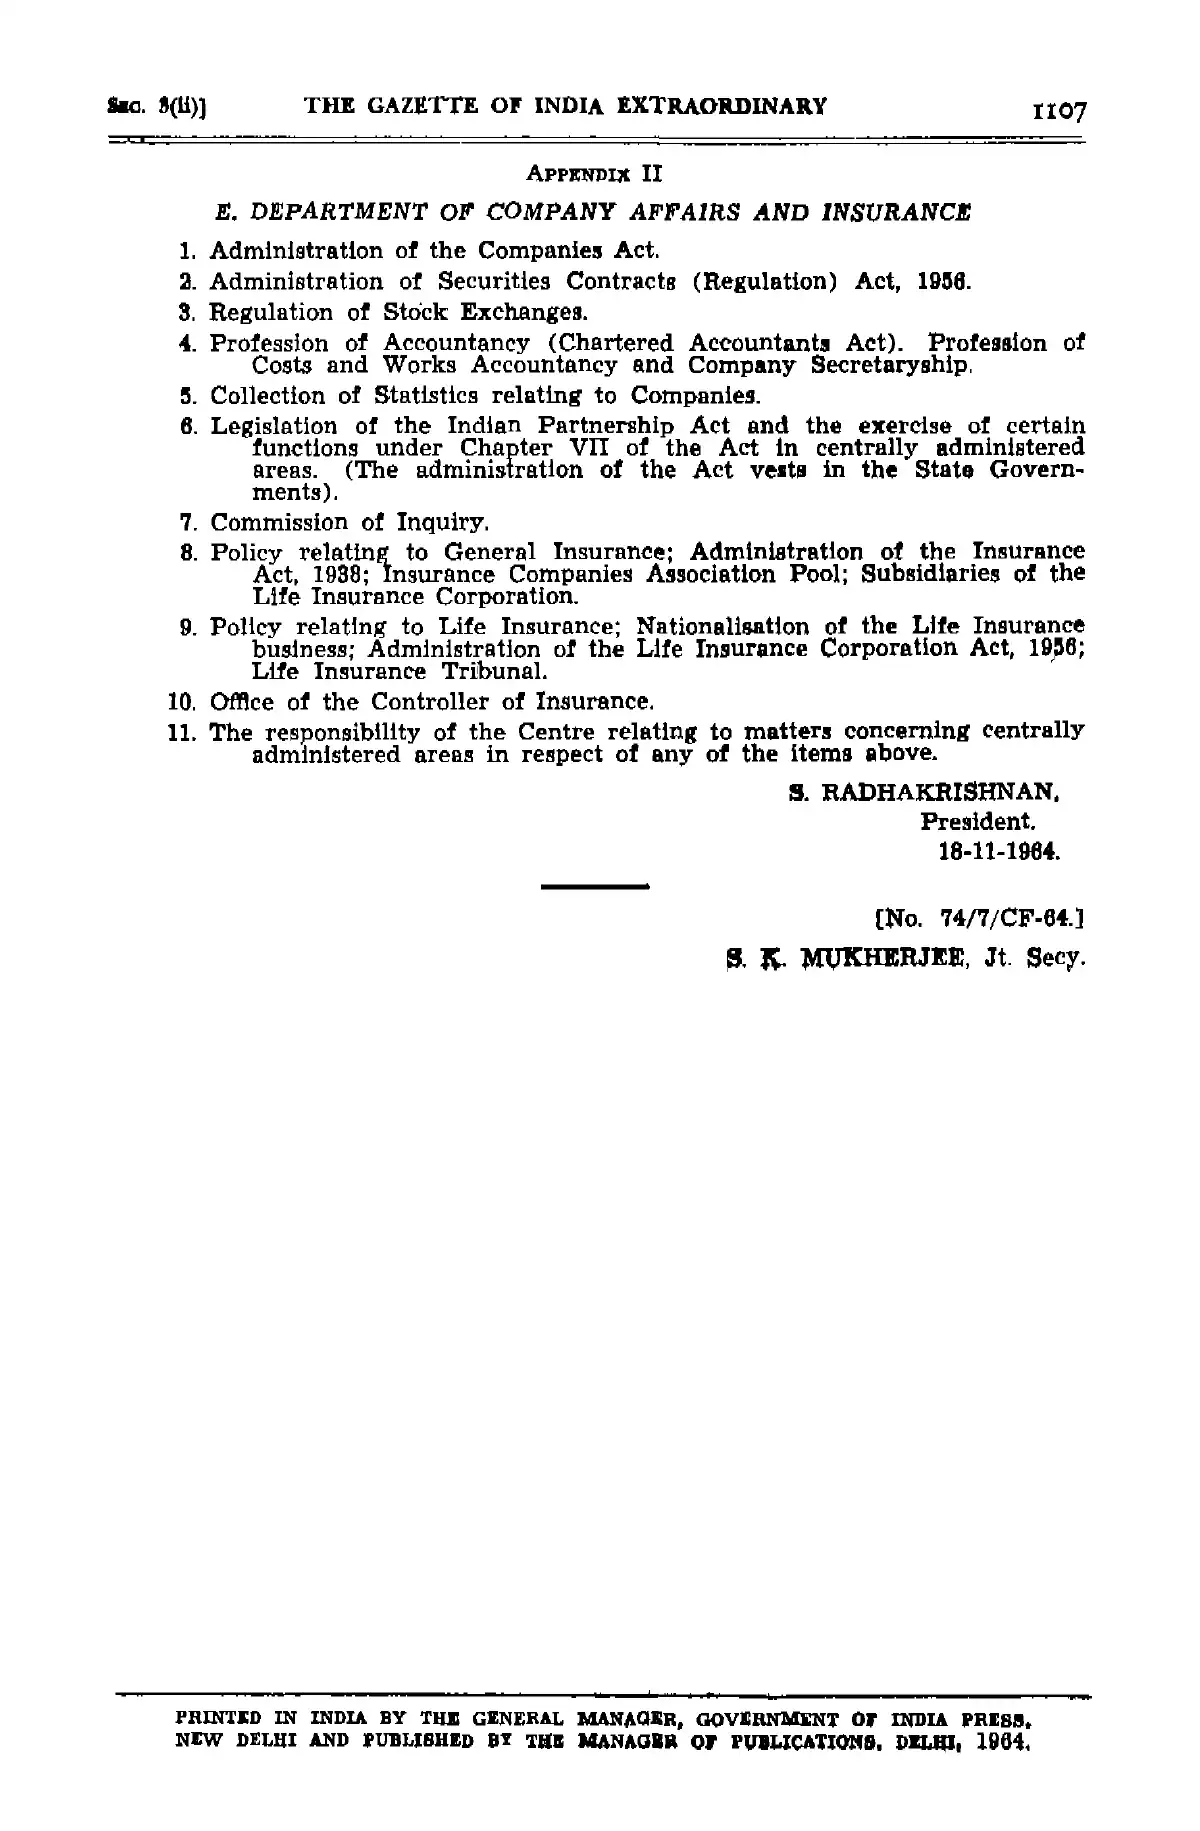 SEC. 3(ii)] THE GAZETTE OF INDIA EXTRAORDINARY 1107
APPENDIX II
E. DEPARTMENT OF COMPANY AFFAIRS AND INSURANCE
1. Administration of the Companies Act.
2. Administration of Securities Contracts (Regulation) Act, 1956.
3. Regulation of Stock Exchanges.
4. Profession of Accountancy (Chartered Accountants Act). Profession of
Costs and Works Accountancy and Company Secretaryship.
5. Collection of Statistics relating to Companies.
6. Legislation of the Indian Partnership Act and the exercise of certain
functions under Chapter VII of the Act in centrally administered
areas. (The administration of the Act vests in the State Govern-
ments).
7. Commission of Inquiry.
8. Policy relating to General Insurance; Administration of the Insurance
Act, 1938; Insurance Companies Association Pool; Subsidiaries of the
Life Insurance Corporation.
9. Policy relating to Life Insurance; Nationalisation of the Life Insurance
business; Administration of the Life Insurance Corporation Act, 1956;
Life Insurance Tribunal.
10. Office of the Controller of Insurance.
11. The responsibility of the Centre relating to matters concerning centrally
administered areas in respect of any of the items above.
S. RADHAKRISHNAN,
President.
18-11-1964.
[No. 74/7/CF-64.]
S. K. MUKHERJEE, Jt. Secy.
PRINTED IN INDIA BY THE GENERAL MANAGER, GOVERNMENT OF INDIA PRESS,
NEW DELHI AND PUBLISHED BY THE MANAGER OF PUBLICATIONS, DELHI, 1964.